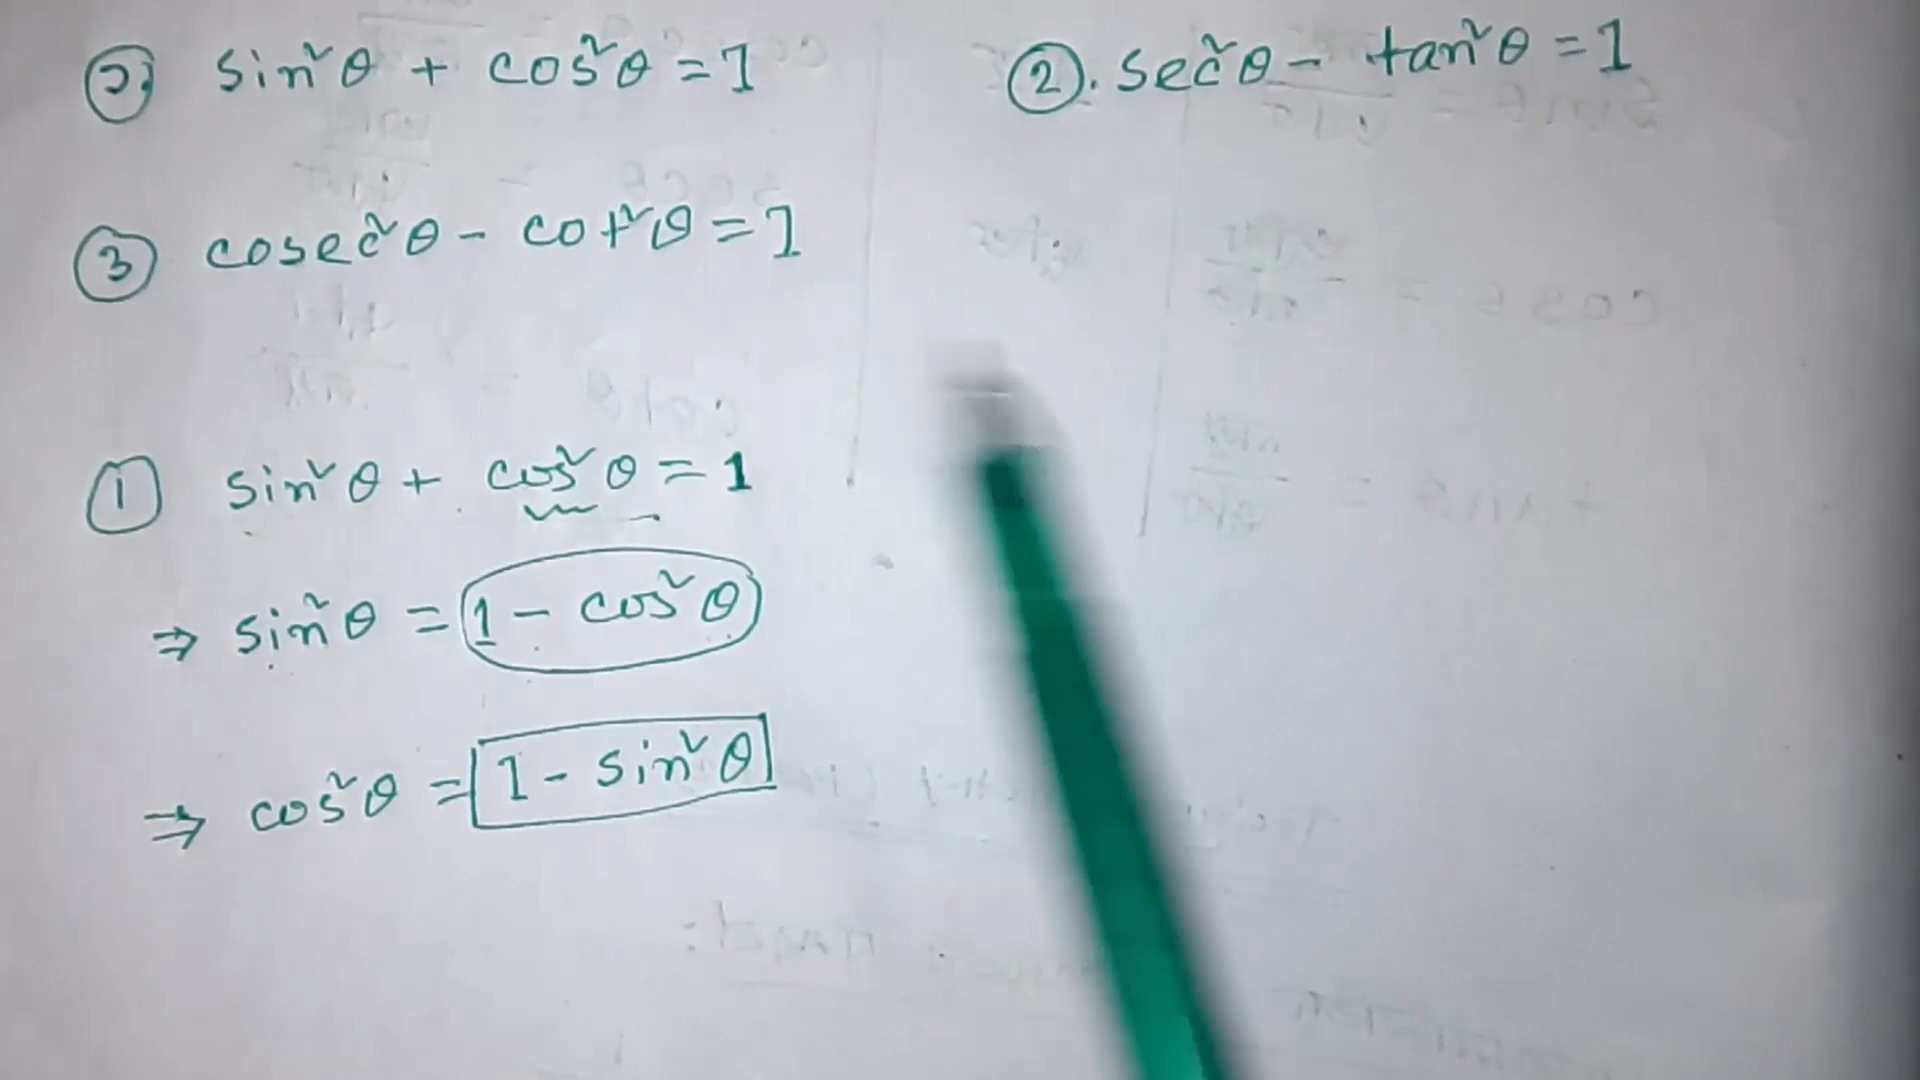 ①. sin²θ + cos²θ = 1
②. sec²θ - tan²θ = 1
③ cosec²θ - cot²θ = 1
① sin²θ + cos²θ = 1
⇒ sin²θ = 1 - cos²θ
⇒ cos²θ = 1 - sin²θ